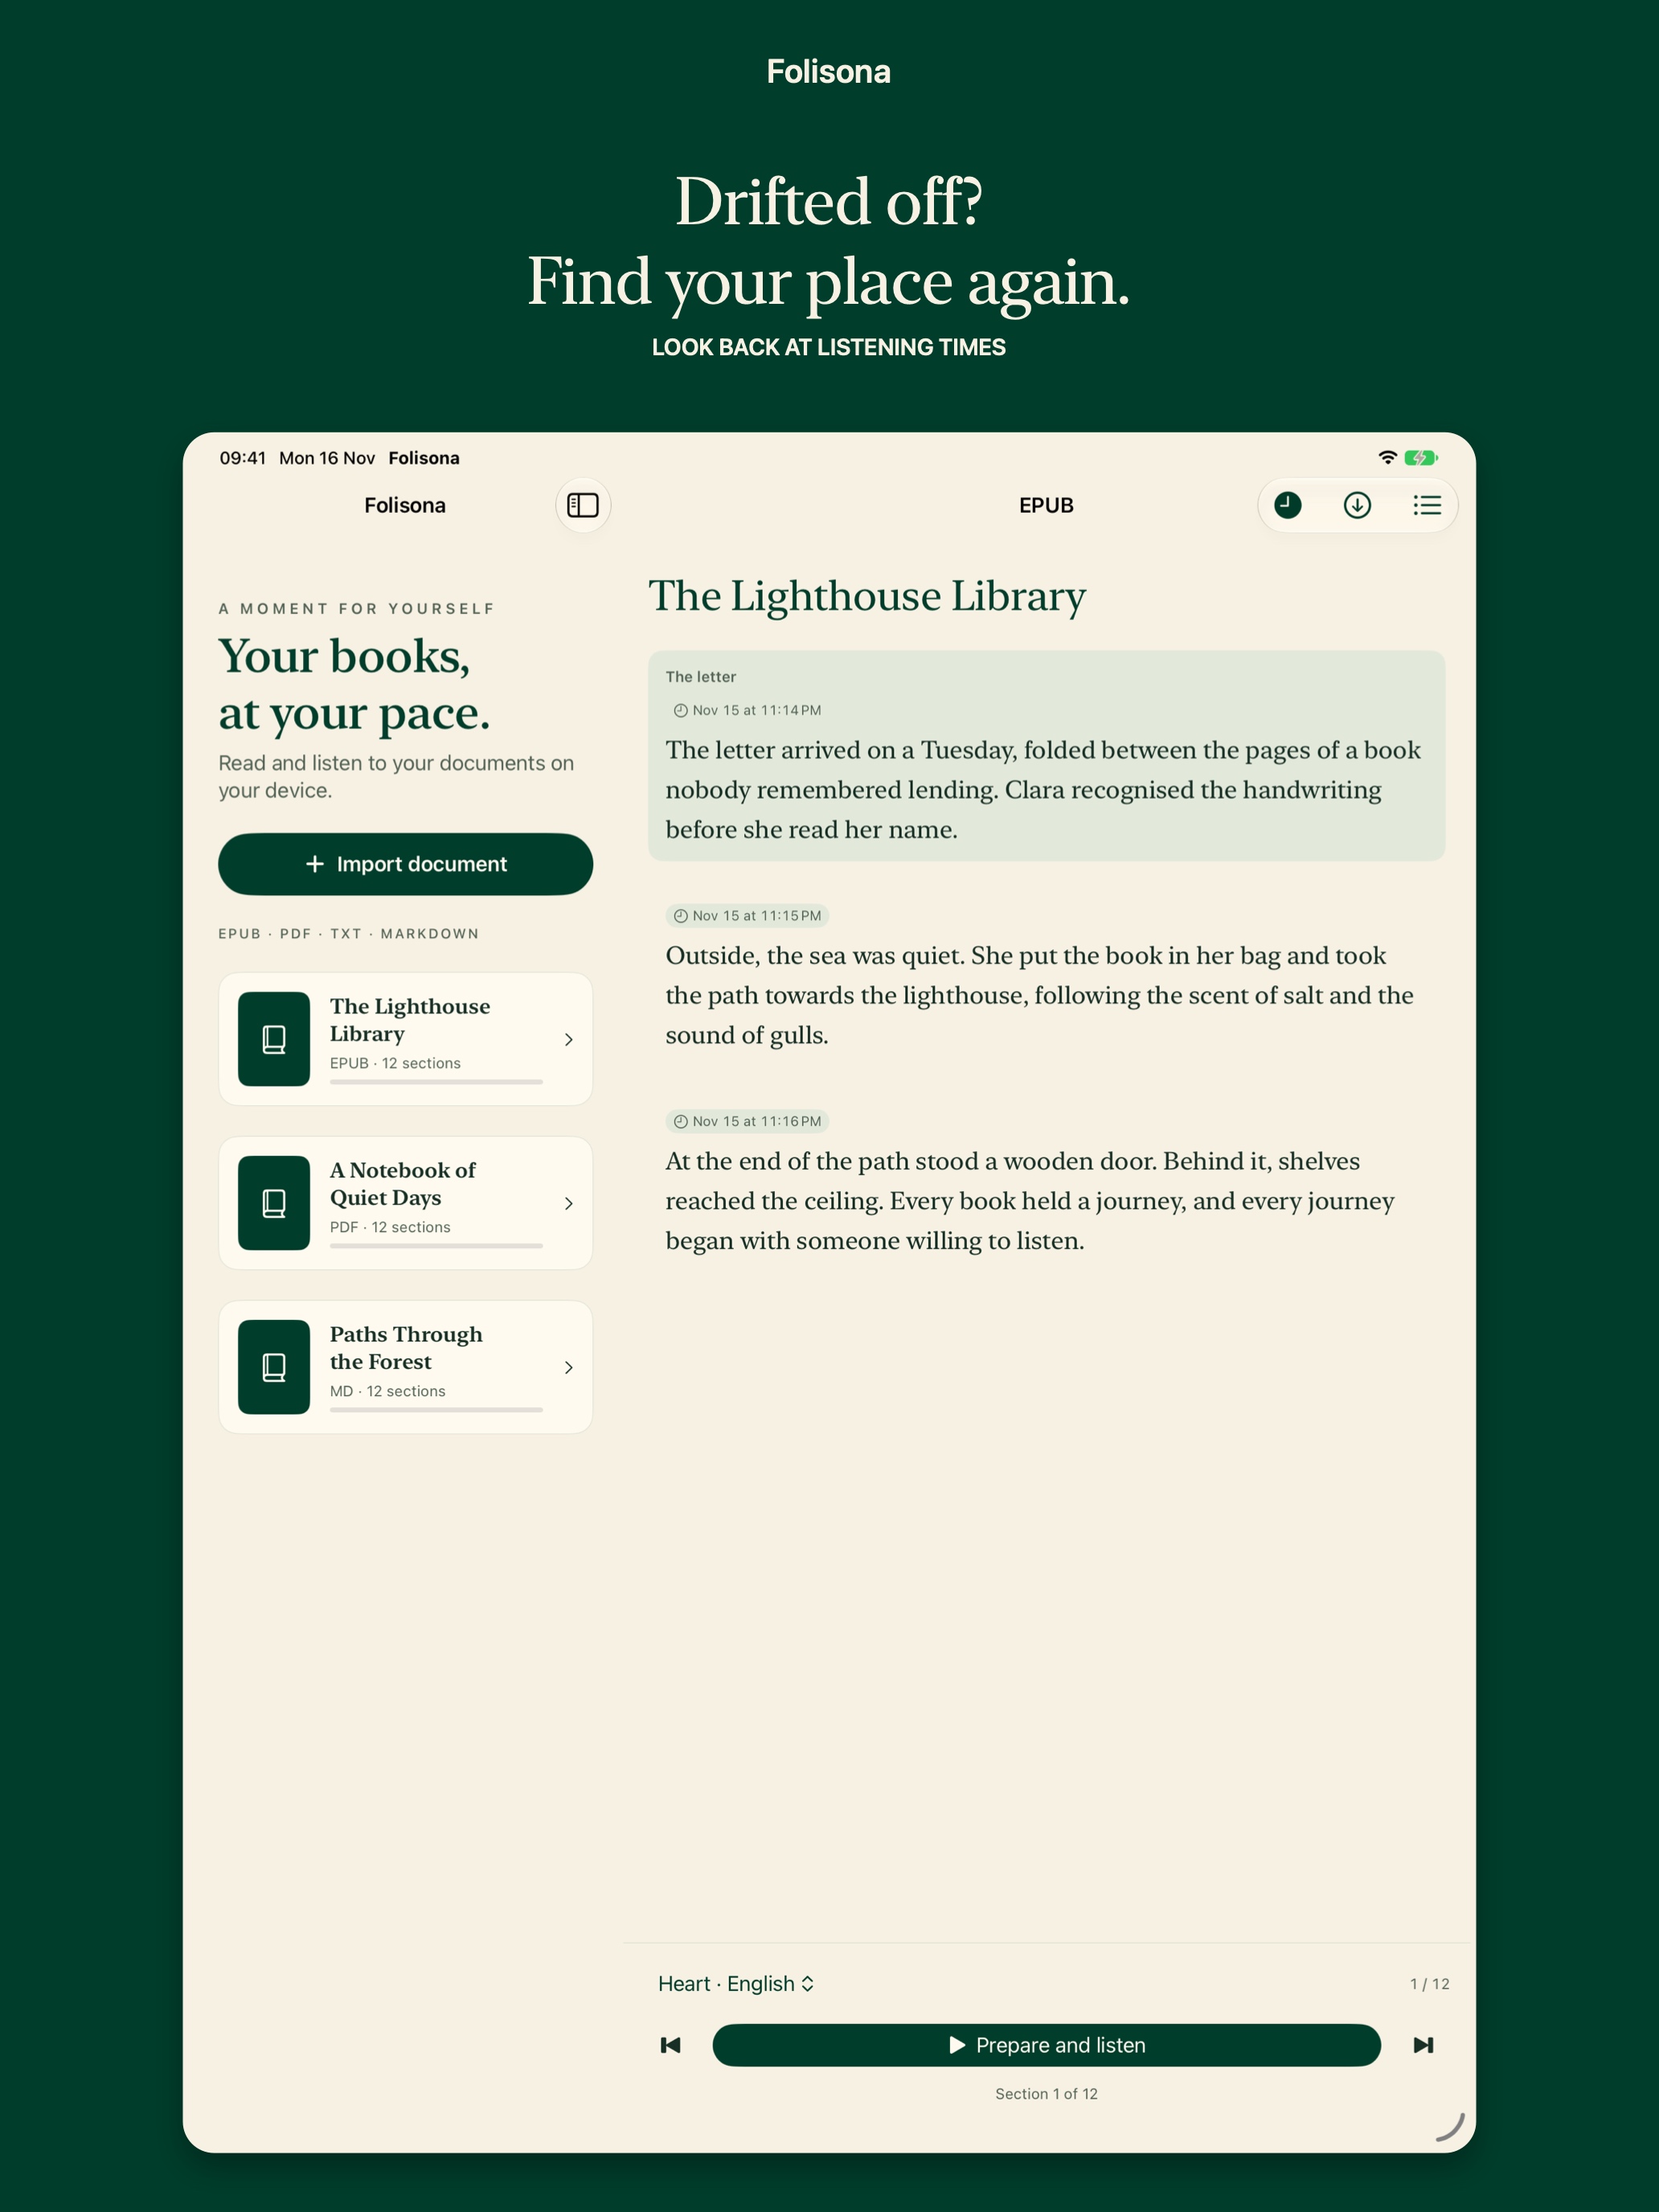 Folisona
Drifted off?
Find your place again.
LOOK BACK AT LISTENING TIMES
09:41 Mon 16 Nov Folisona
Folisona
A MOMENT FOR YOURSELF
Your books,
at your pace.
Read and listen to your documents on
your device.
+ Import document
EPUB · PDF · TXT · MARKDOWN
The Lighthouse
Library
EPUB · 12 sections
A Notebook of
Quiet Days
PDF · 12 sections
Paths Through
the Forest
MD · 12 sections
EPUB
The Lighthouse Library
The letter
Nov 15 at 11:14 PM
The letter arrived on a Tuesday, folded between the pages of a book
nobody remembered lending. Clara recognised the handwriting
before she read her name.
Nov 15 at 11:15 PM
Outside, the sea was quiet. She put the book in her bag and took
the path towards the lighthouse, following the scent of salt and the
sound of gulls.
Nov 15 at 11:16 PM
At the end of the path stood a wooden door. Behind it, shelves
reached the ceiling. Every book held a journey, and every journey
began with someone willing to listen.
Heart · English
1 / 12
Prepare and listen
Section 1 of 12